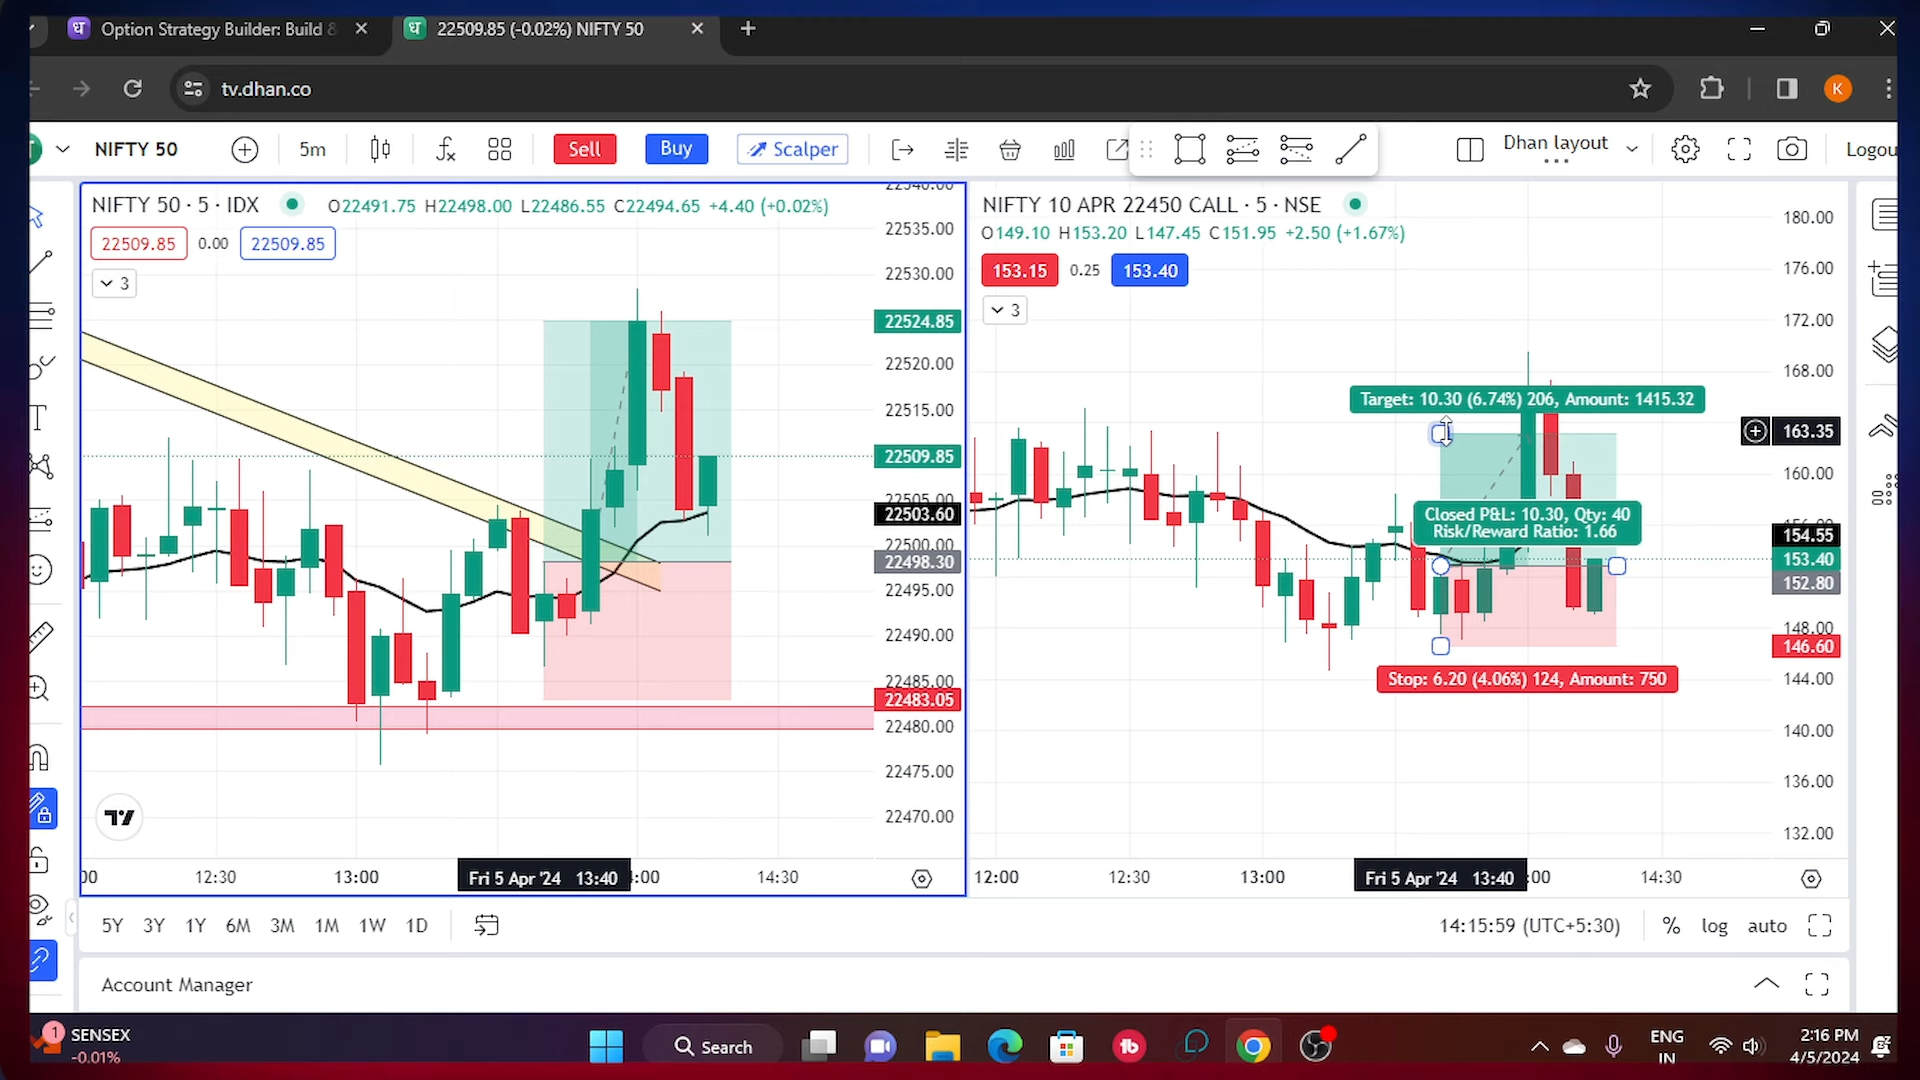 Option Strategy Builder: Build &
22509.85 (-0.02%) NIFTY 50
tv.dhan.co
K
NIFTY 50
5m
Sell
Buy
Scalper
Dhan layout
Logou
NIFTY 50 · 5 · IDX
O22491.75 H22498.00 L22486.55 C22494.65 +4.40 (+0.02%)
22509.85
0.00
22509.85
3
22540.00
22535.00
22530.00
22524.85
22520.00
22515.00
22509.85
22505.00
22503.60
22500.00
22498.30
22495.00
22490.00
22485.00
22483.05
22480.00
22475.00
22470.00
00
12:30
13:00
Fri 5 Apr '24 13:40
:00
14:30
NIFTY 10 APR 22450 CALL · 5 · NSE
O149.10 H153.20 L147.45 C151.95 +2.50 (+1.67%)
153.15
0.25
153.40
3
Target: 10.30 (6.74%) 206, Amount: 1415.32
Closed P&L: 10.30, Qty: 40
Risk/Reward Ratio: 1.66
Stop: 6.20 (4.06%) 124, Amount: 750
180.00
176.00
172.00
168.00
163.35
160.00
156.00
154.55
153.40
152.80
148.00
146.60
144.00
140.00
136.00
132.00
12:00
12:30
13:00
Fri 5 Apr '24 13:40
:00
14:30
5Y 3Y 1Y 6M 3M 1M 1W 1D
14:15:59 (UTC+5:30)
%
log
auto
Account Manager
1
SENSEX
-0.01%
Search
ENG
IN
2:16 PM
4/5/2024